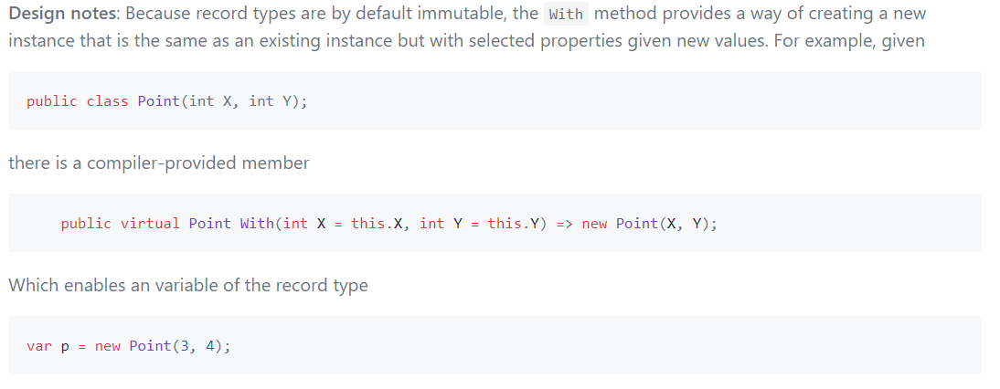 Design notes: Because record types are by default immutable, the With method provides a way of creating a new
instance that is the same as an existing instance but with selected properties given new values. For example, given
public class Point(int X, int Y);
there is a compiler-provided member
public virtual Point With(int X = this.X, int Y = this.Y) => new Point(X, Y);
Which enables an variable of the record type
var p = new Point(3, 4);